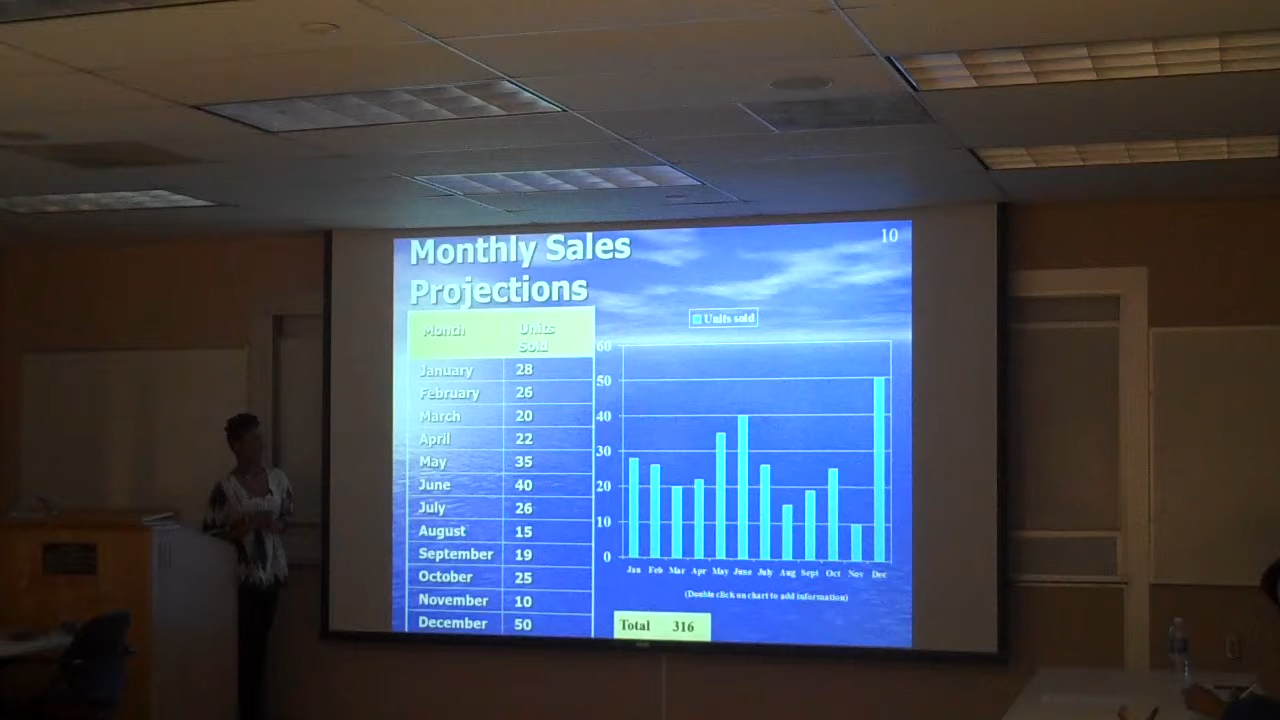 Monthly Sales
Projections
10
Month Units
Sold
January 28
February 26
March 20
April 22
May 35
June 40
July 26
August 15
September 19
October 25
November 10
December 50
Units sold
60
50
40
30
20
10
0
Jan Feb Mar Apr May June July Aug Sept Oct Nov Dec
(Double click on chart to add information)
Total 316